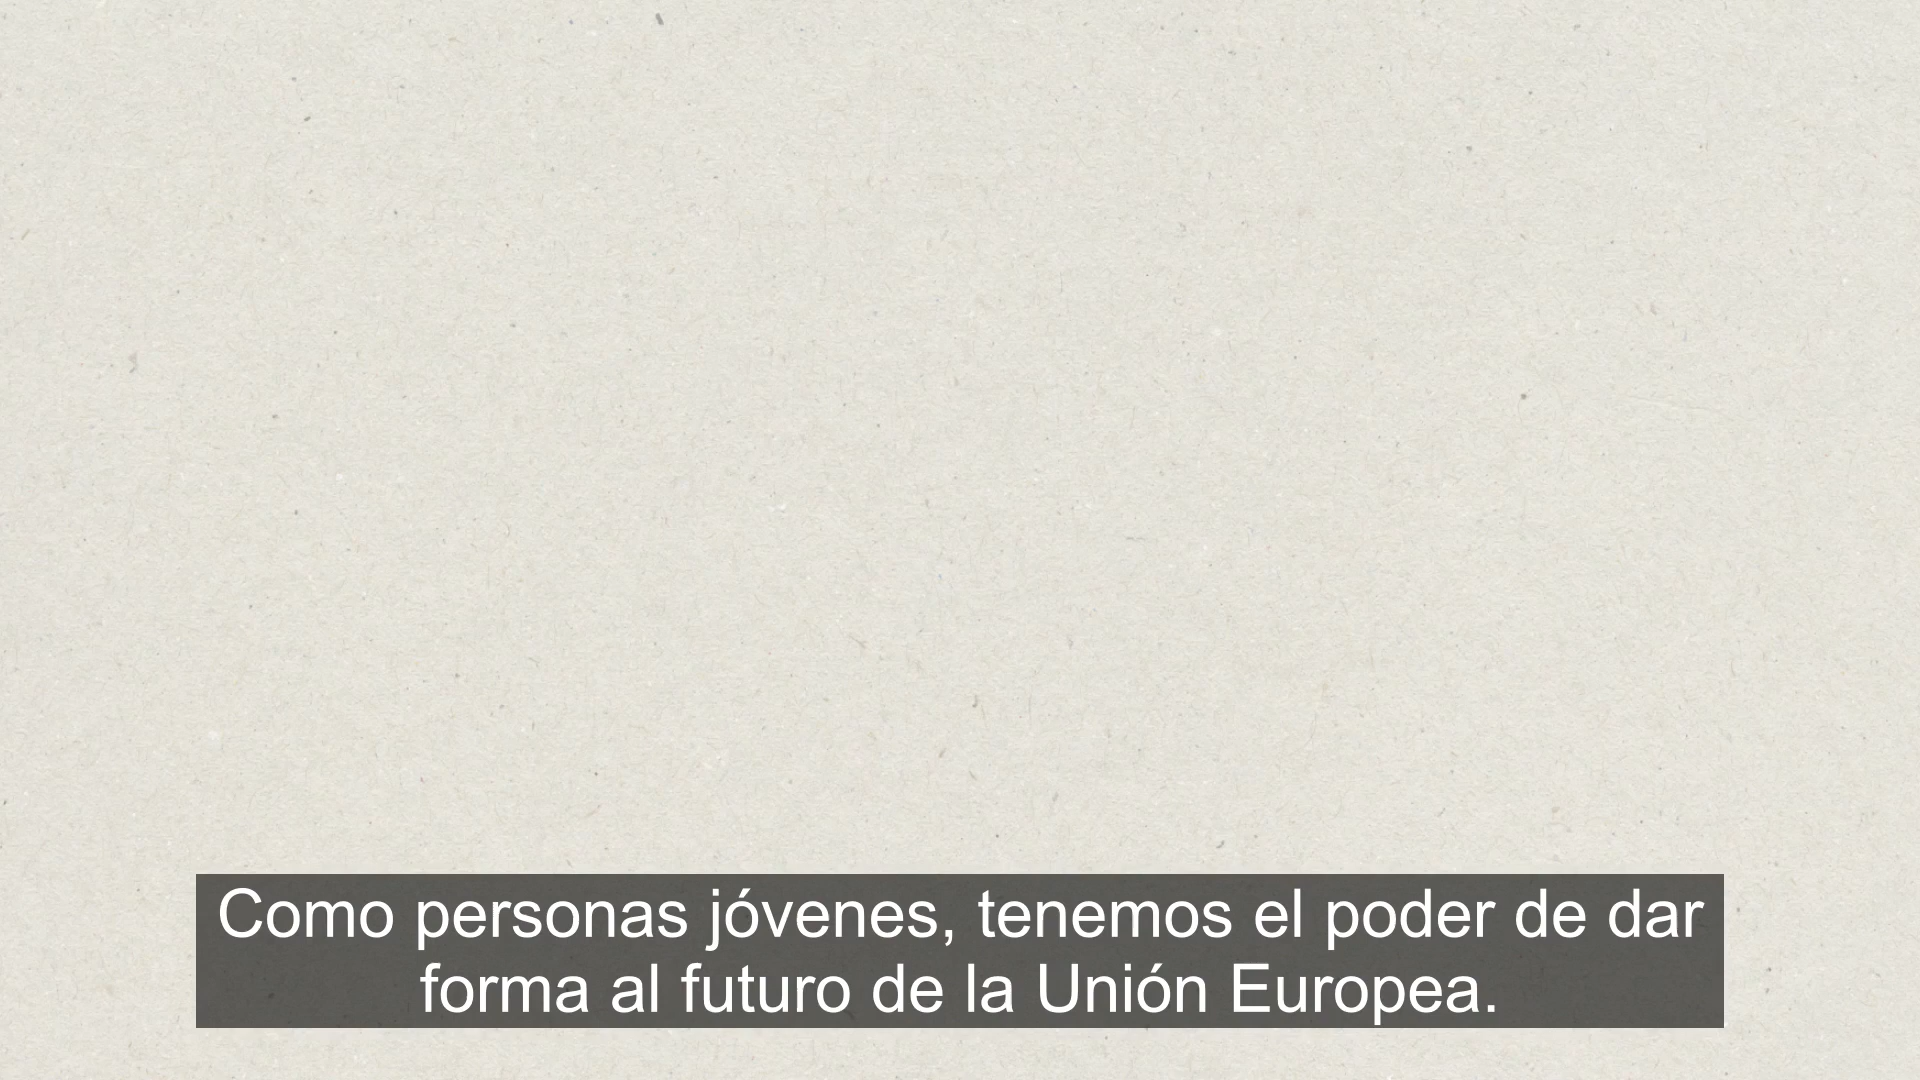 Como personas jóvenes, tenemos el poder de dar
forma al futuro de la Unión Europea.